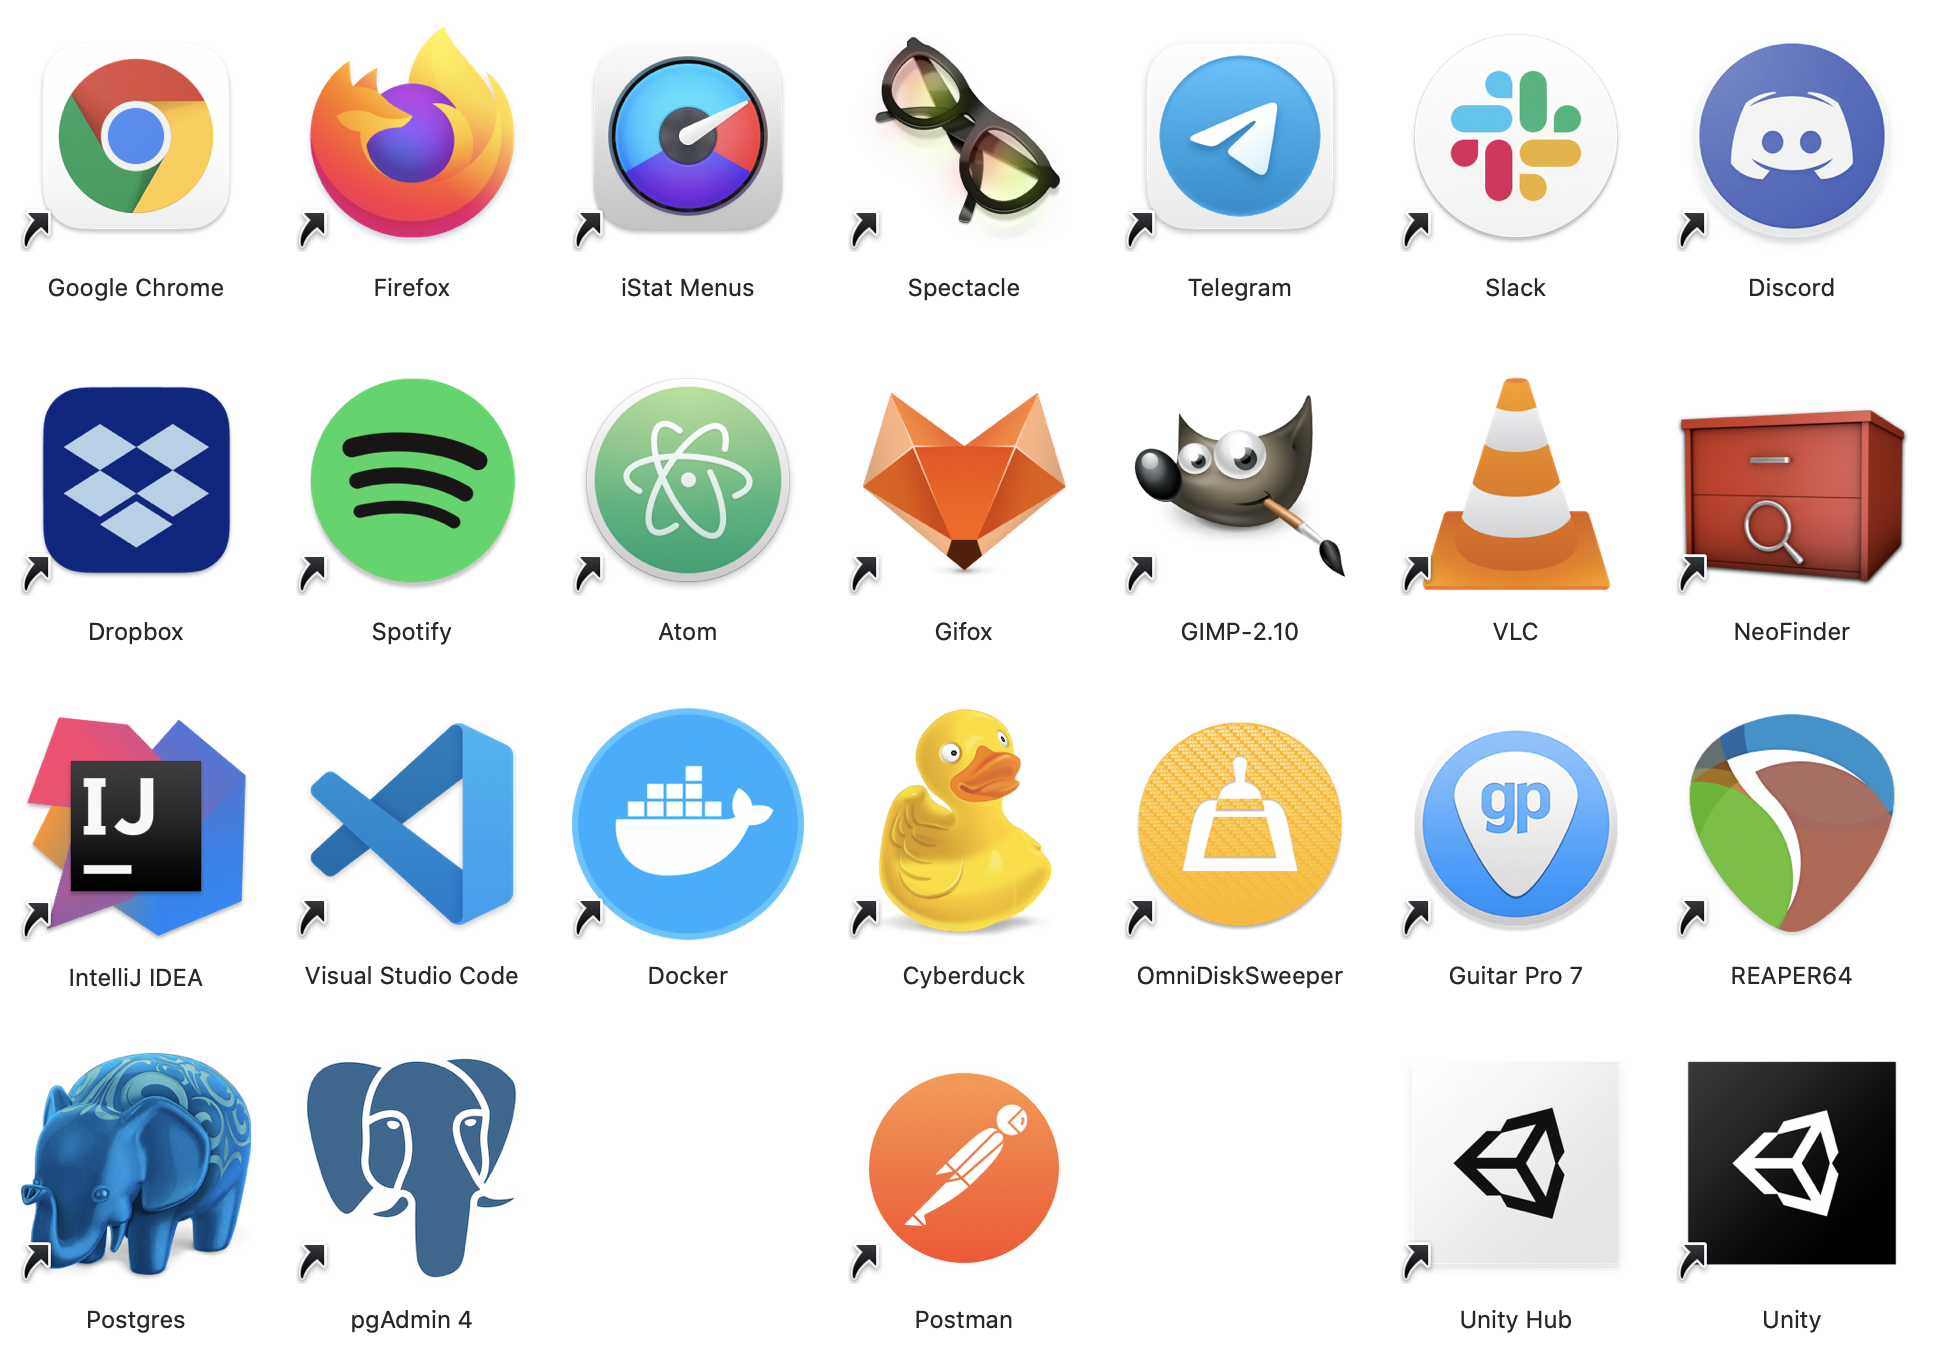 Google Chrome
Firefox
iStat Menus
Spectacle
Telegram
Slack
Discord
Dropbox
Spotify
Atom
Gifox
GIMP-2.10
VLC
NeoFinder
IJ
gp
IntelliJ IDEA
Visual Studio Code
Docker
Cyberduck
OmniDiskSweeper
Guitar Pro 7
REAPER64
Postgres
pgAdmin 4
Postman
Unity Hub
Unity